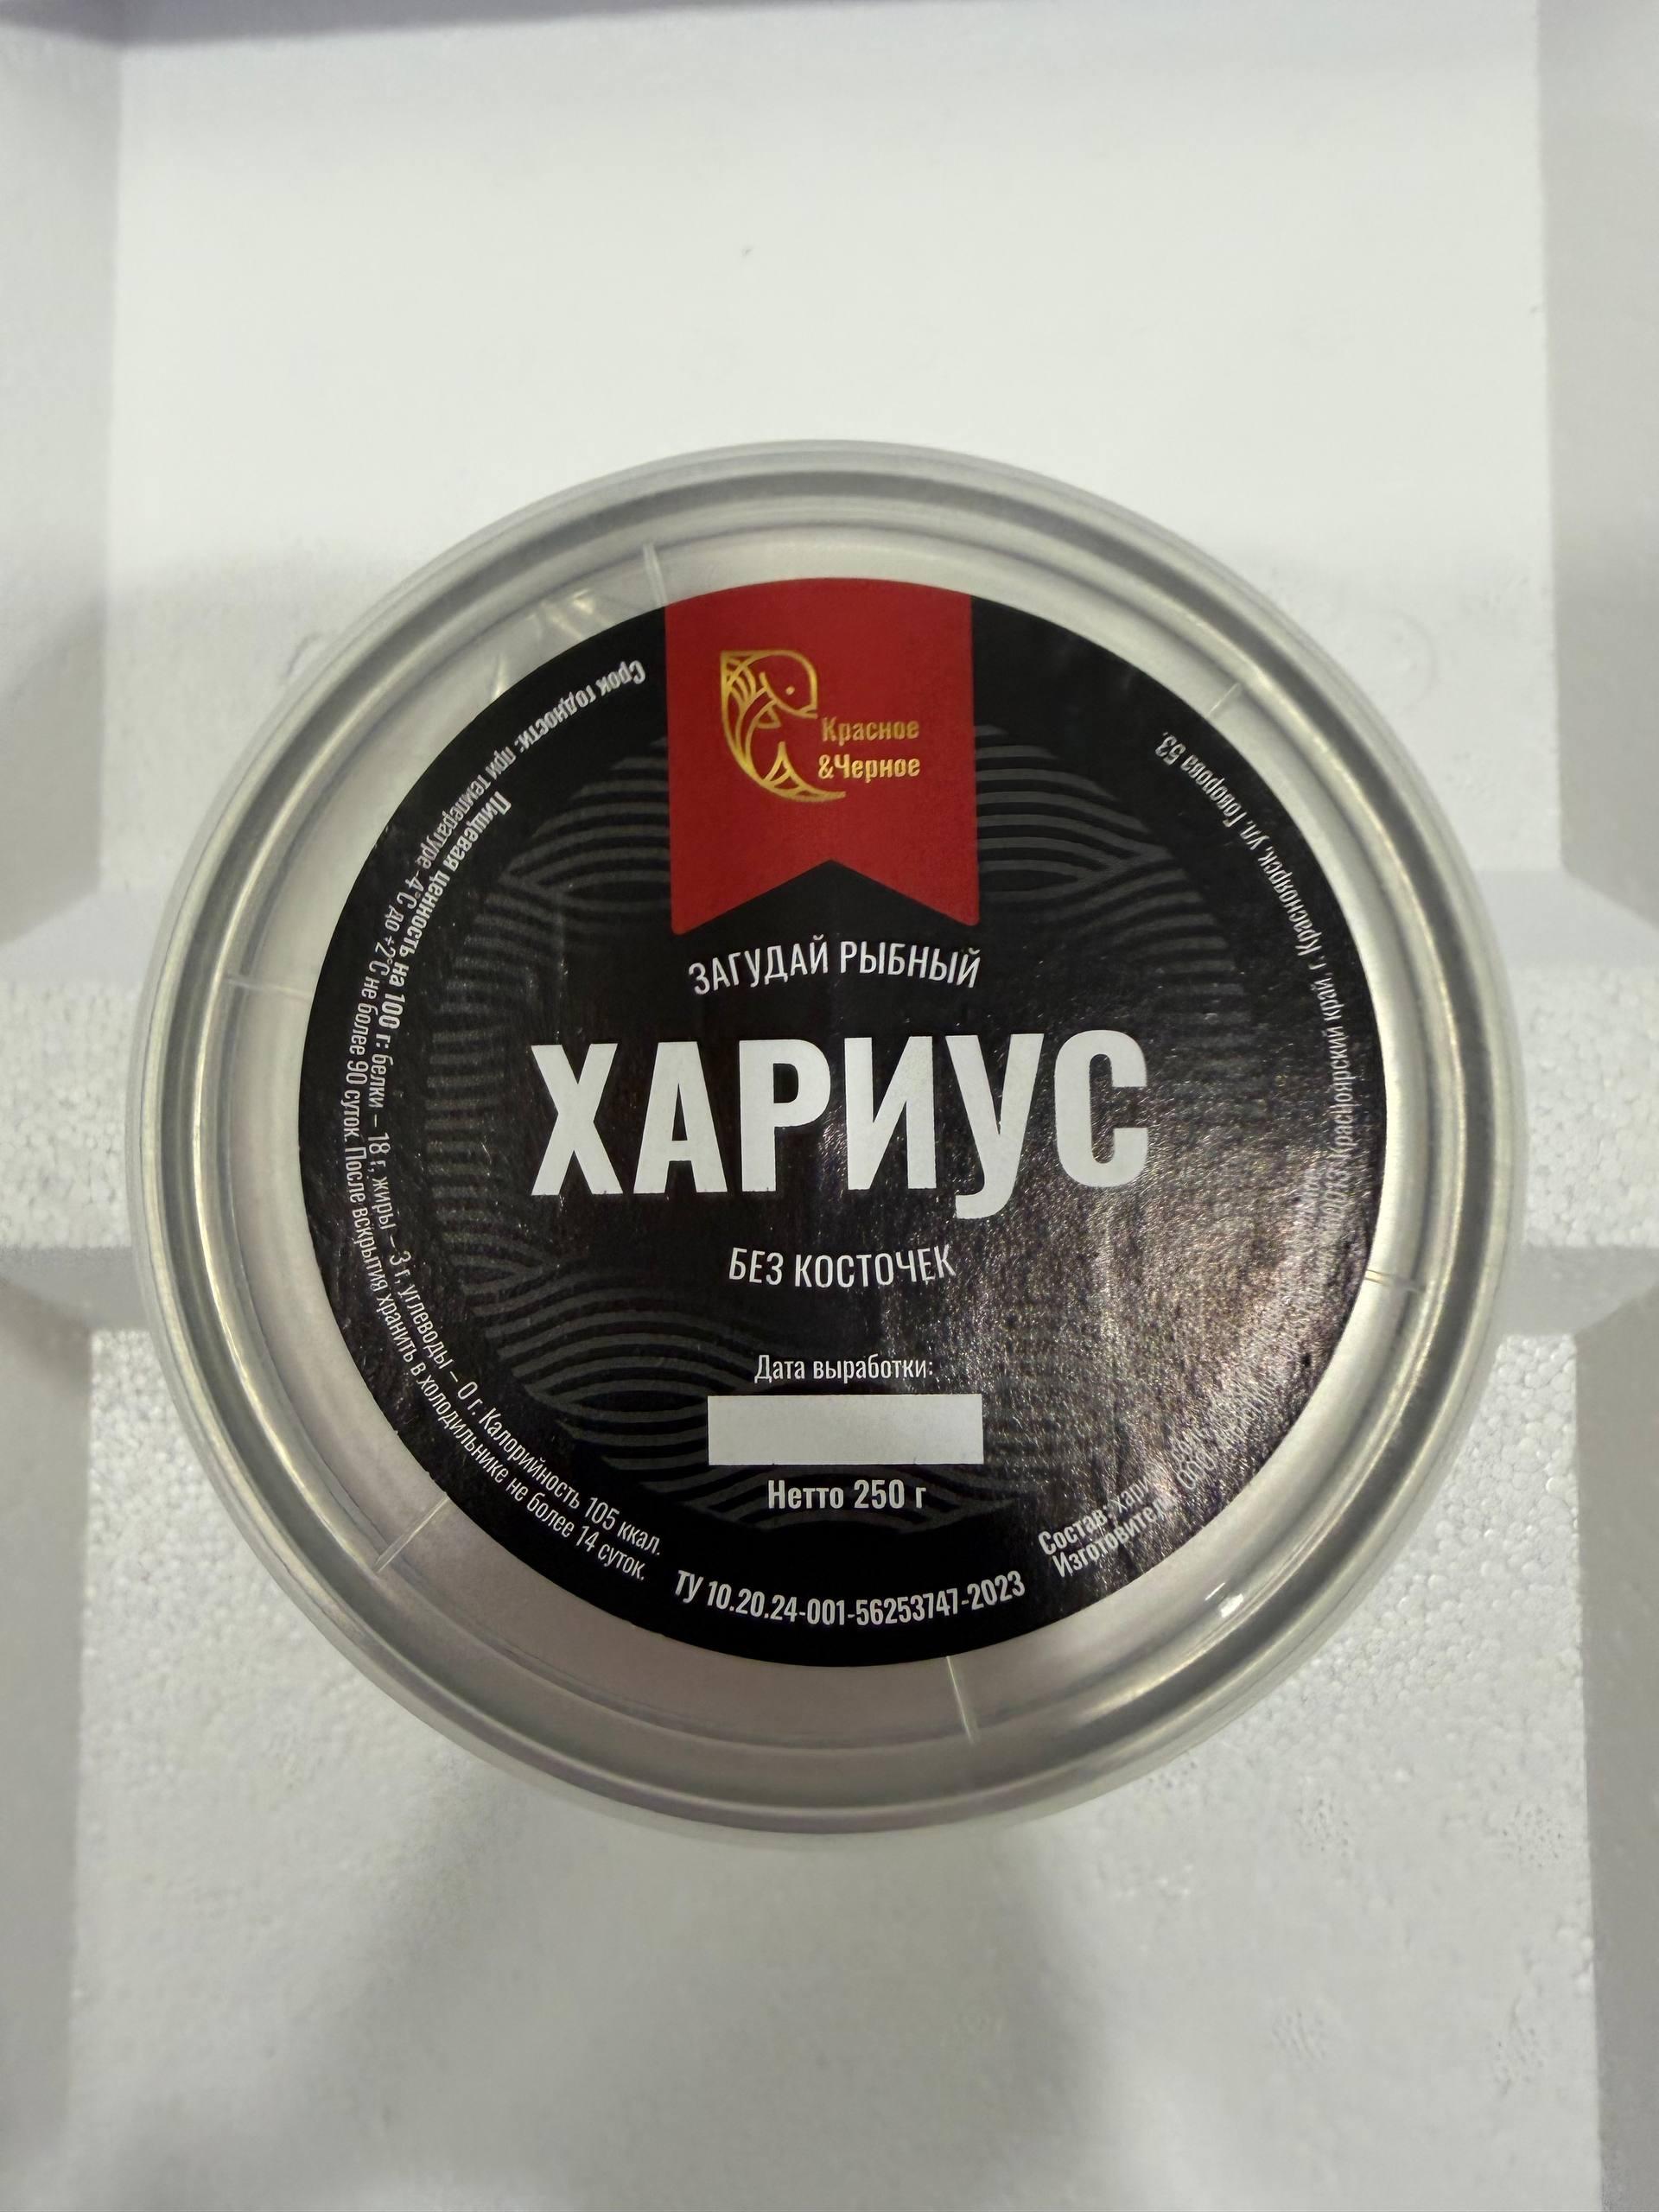 Красное
&Черное
ЗАГУДАЙ РЫБНЫЙ
ХАРИУС
БЕЗ КОСТОЧЕК
Дата выработки:
Нетто 250 г
Пищевая ценность на 100 г: белки – 18 г, жиры – 3 г, углеводы – 0 г. Калорийность 105 ккал.
Срок годности: при температуре -4°С до +2°С не более 90 суток. После вскрытия хранить в холодильнике не более 14 суток.
ТУ 10.20.24-001-56253747-2023
Состав:
Изготовитель: Красноярский край, г. Красноярск, ул. Говорова 53.